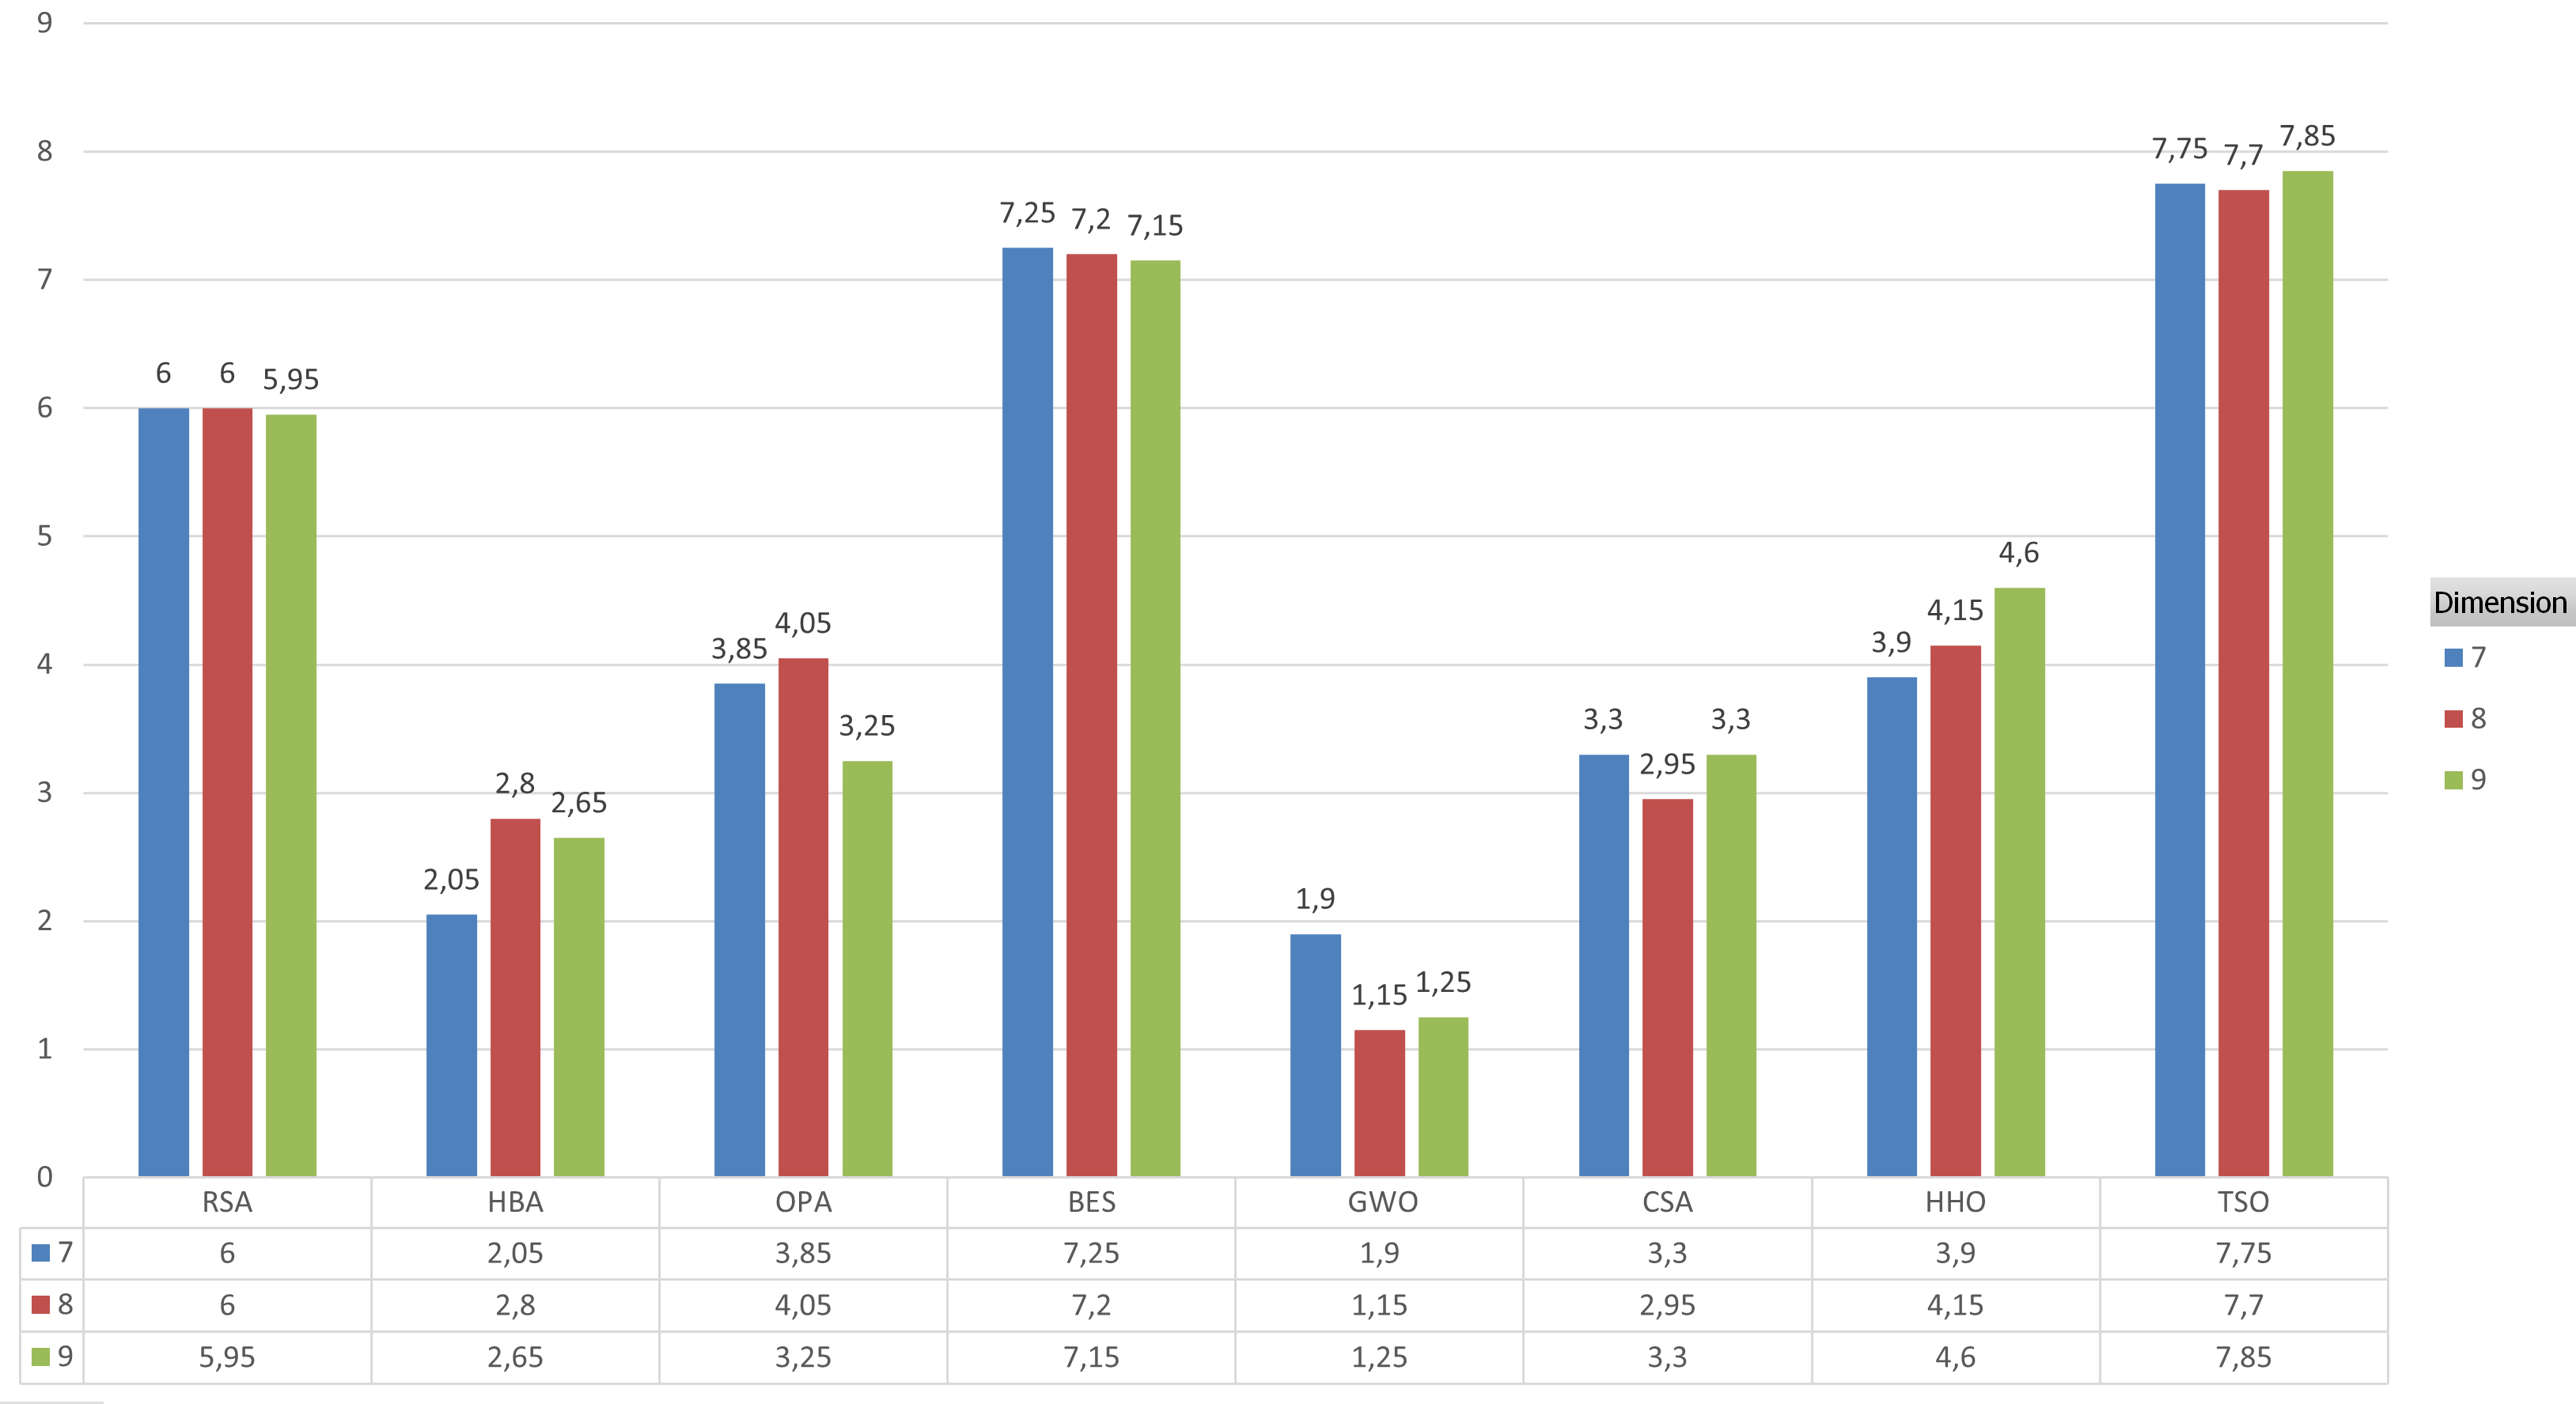 9
8
7
6
5
4
3
2
1
0
6 6 5,95
2,05 2,8 2,65
3,85 4,05 3,25
7,25 7,2 7,15
1,9 1,15 1,25
3,3 2,95 3,3
3,9 4,15 4,6
7,75 7,7 7,85
RSA HBA OPA BES GWO CSA HHO TSO
7 6 2,05 3,85 7,25 1,9 3,3 3,9 7,75
8 6 2,8 4,05 7,2 1,15 2,95 4,15 7,7
9 5,95 2,65 3,25 7,15 1,25 3,3 4,6 7,85
Dimension
7
8
9